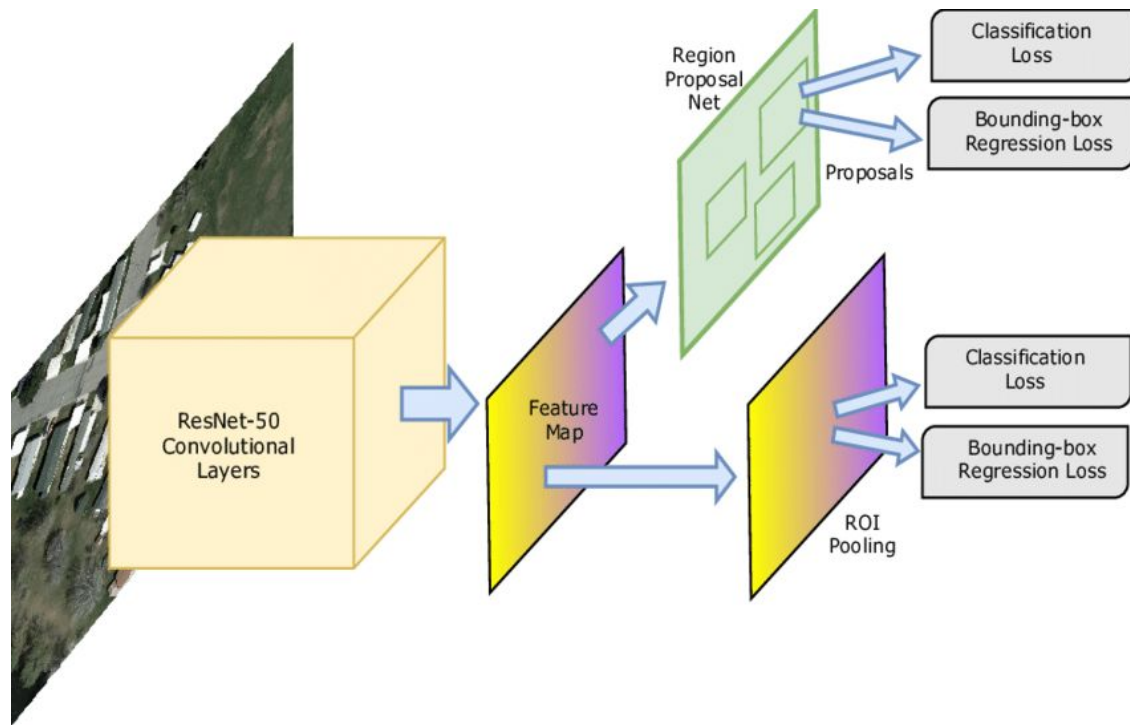 Region
Proposal
Net
Classification
Loss
Bounding-box
Regression Loss
Proposals
ResNet-50
Convolutional
Layers
Feature
Map
Classification
Loss
Bounding-box
Regression Loss
ROI
Pooling